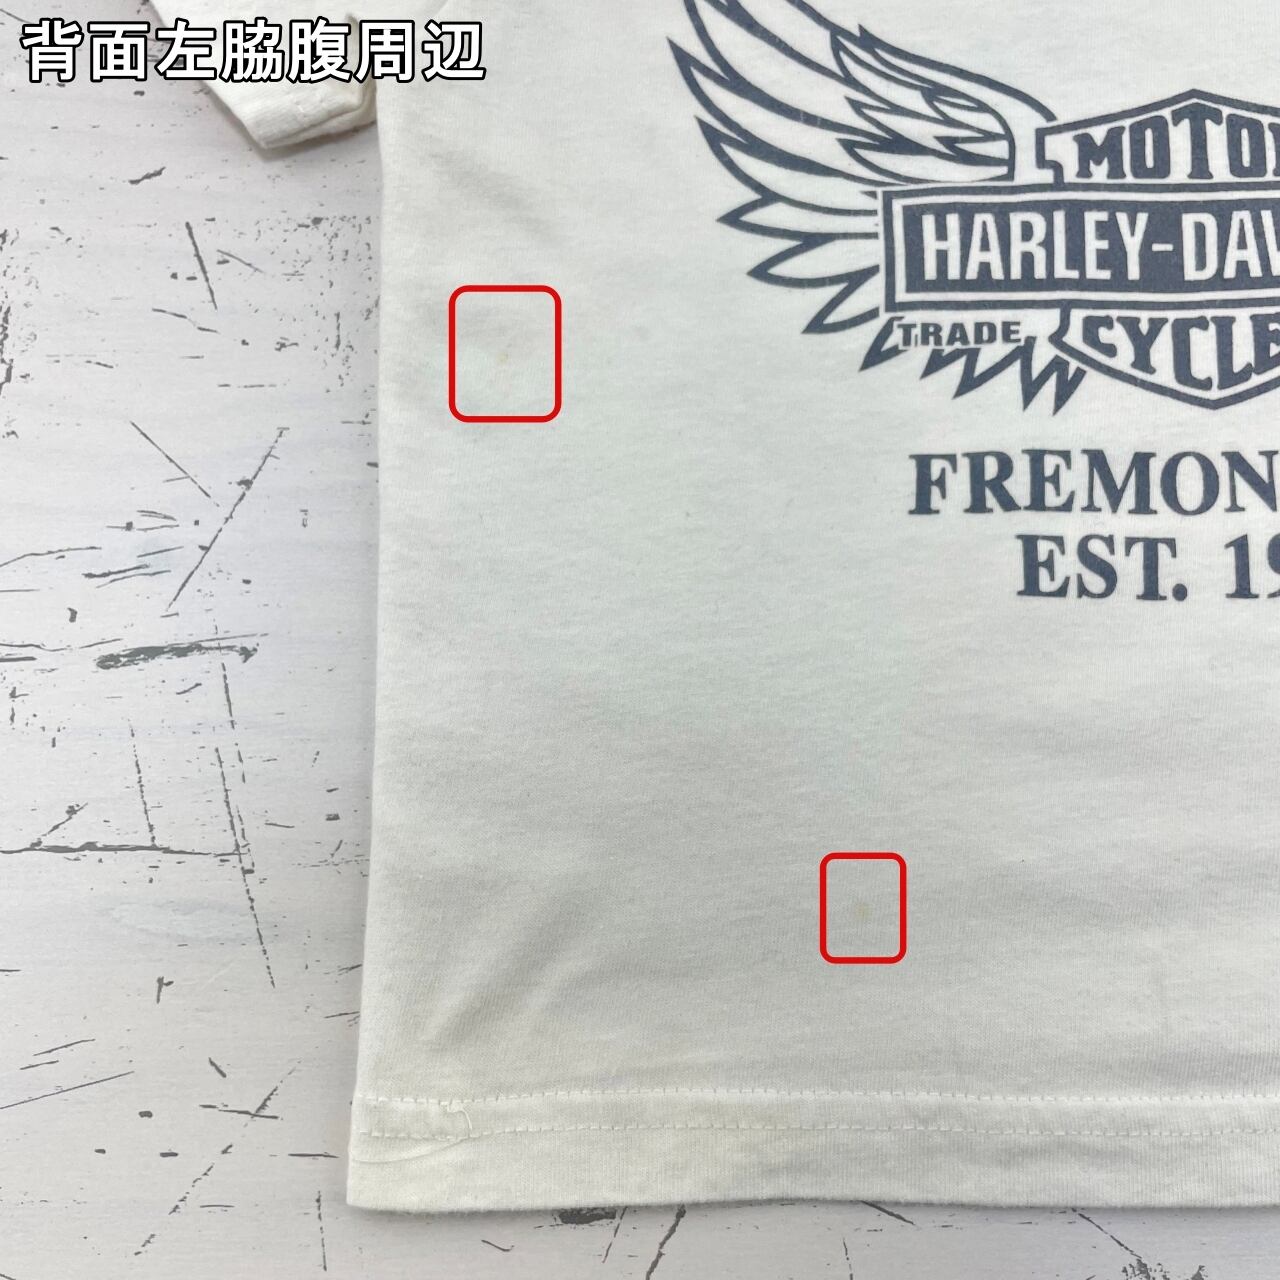 背面左脇腹周辺
MOTO
HARLEY-DAV
TRADE
CYCLE
FREMON
EST. 19